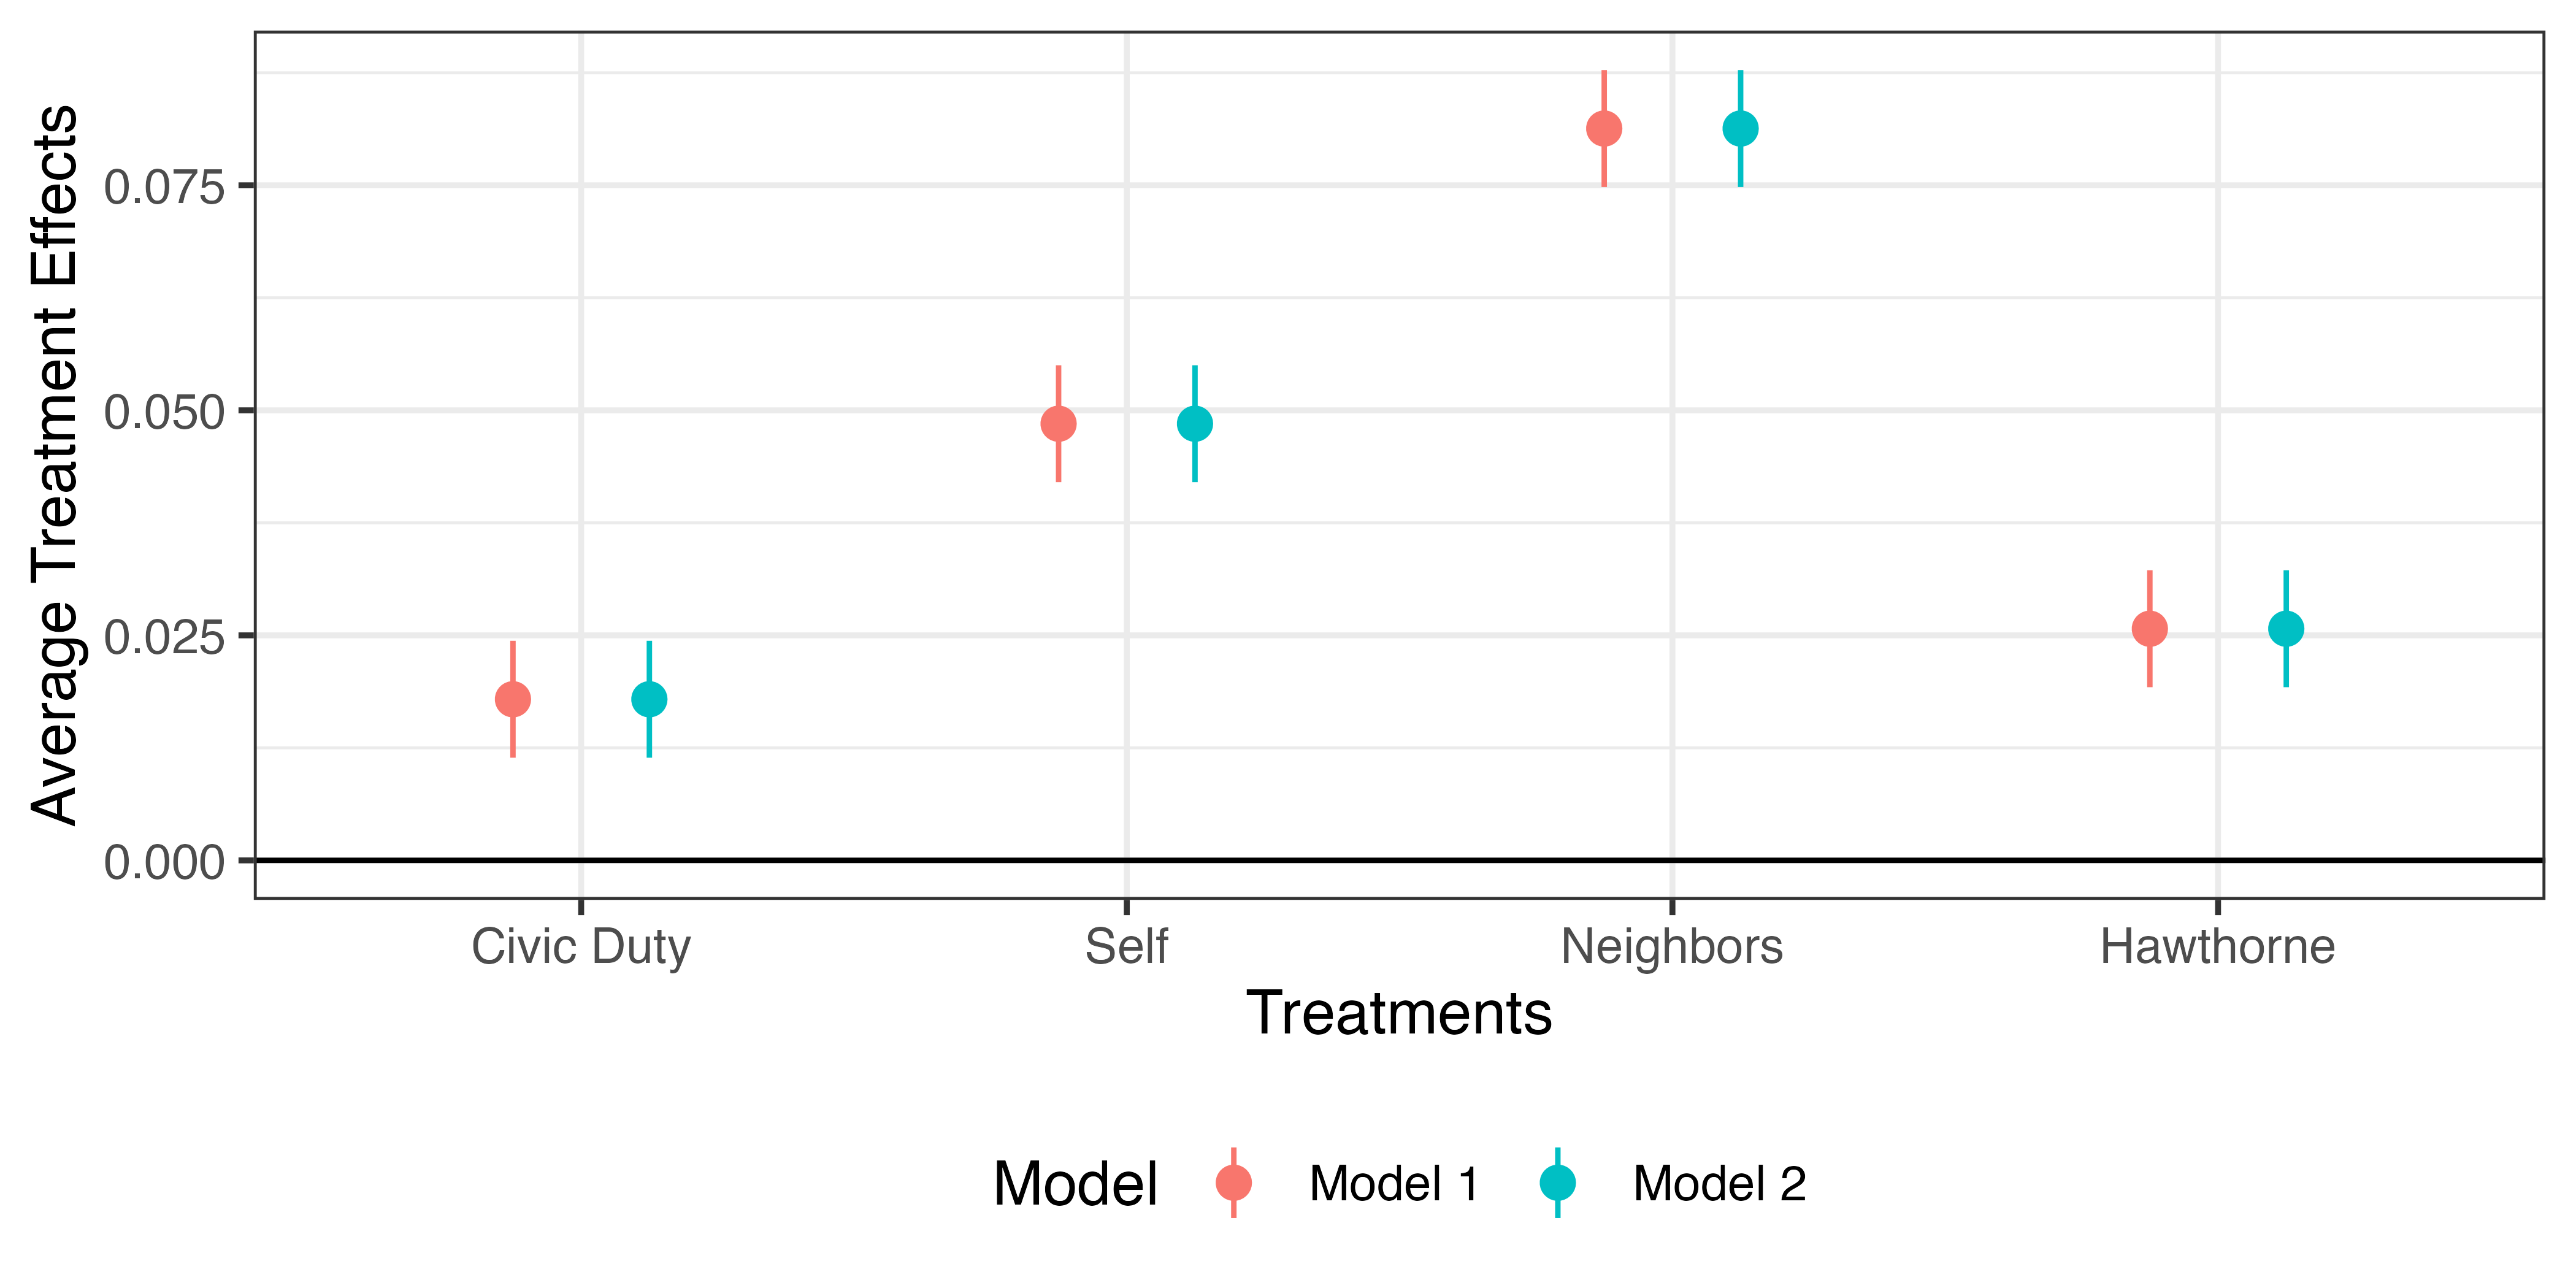 Average Treatment Effects
0.075
0.050
0.025
0.000
Civic Duty Self Neighbors Hawthorne
Treatments
Model Model 1 Model 2